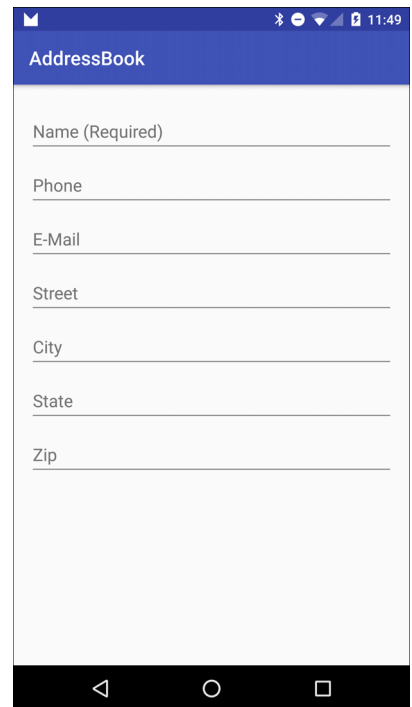 11:49
AddressBook
Name (Required)
Phone
E-Mail
Street
City
State
Zip